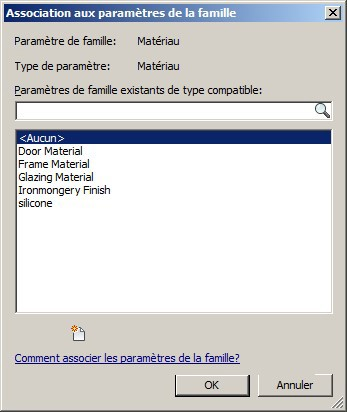 Association aux paramètres de la famille
Paramètre de famille: Matériau
Type de paramètre: Matériau
Paramètres de famille existants de type compatible:
<Aucun>
Door Material
Frame Material
Glazing Material
Ironmongery Finish
silicone
Comment associer les paramètres de la famille?
OK Annuler